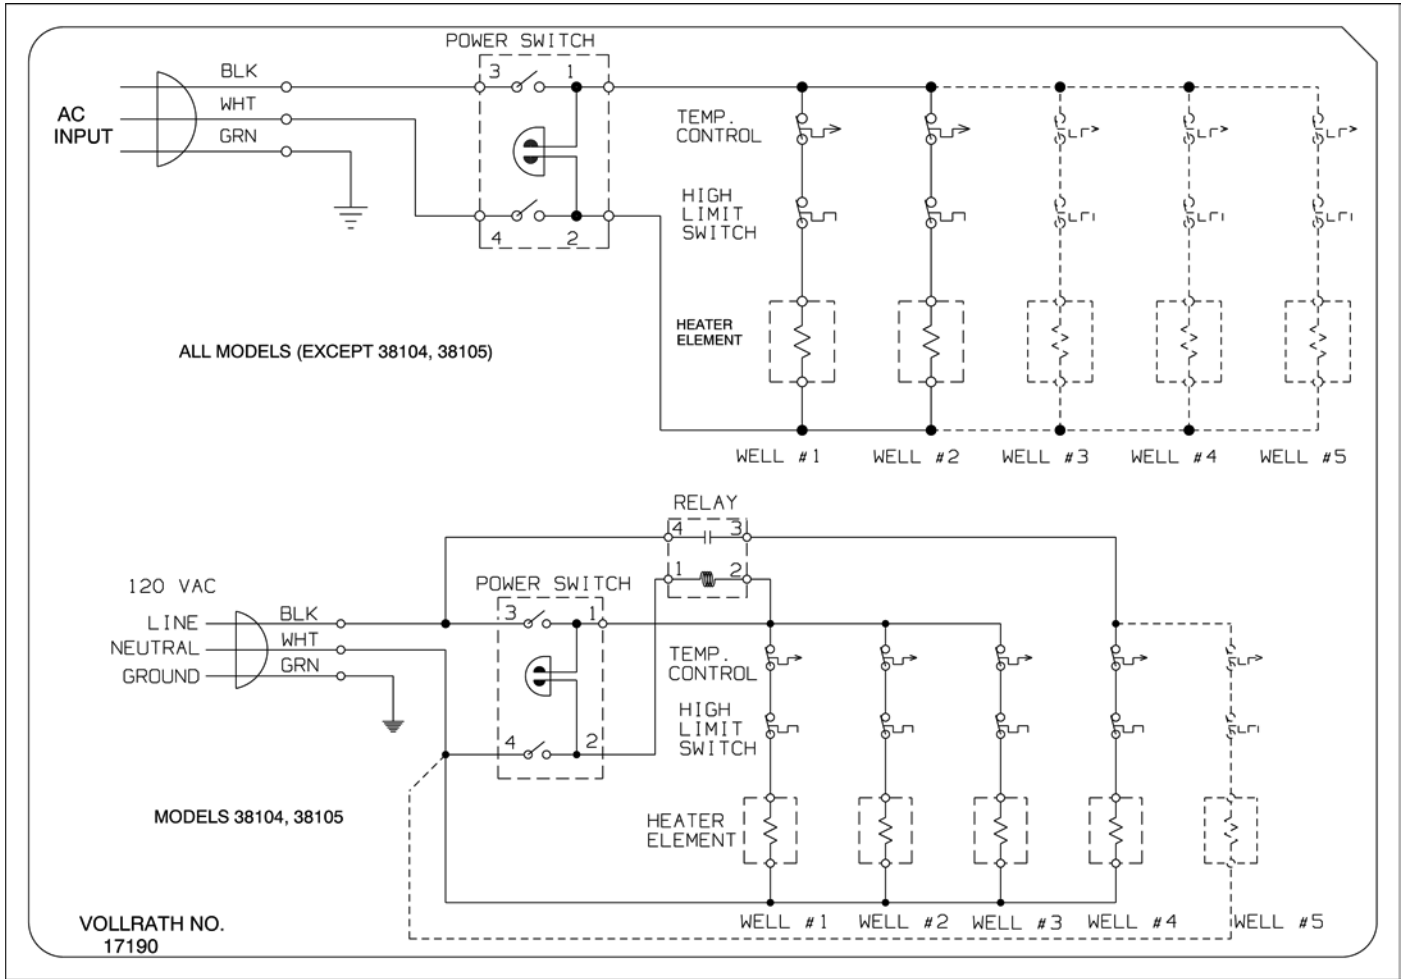 POWER SWITCH
BLK
3
1
AC
INPUT
WHT
GRN
TEMP.
CONTROL
HIGH
LIMIT
SWITCH
4
2
HEATER
ELEMENT
ALL MODELS (EXCEPT 38104, 38105)
WELL #1
WELL #2
WELL #3
WELL #4
WELL #5
RELAY
4
3
1
2
120 VAC
POWER SWITCH
LINE
BLK
3
1
NEUTRAL
WHT
GROUND
GRN
TEMP.
CONTROL
HIGH
LIMIT
SWITCH
4
2
MODELS 38104, 38105
HEATER
ELEMENT
VOLLRATH NO.
17190
WELL #1
WELL #2
WELL #3
WELL #4
WELL #5